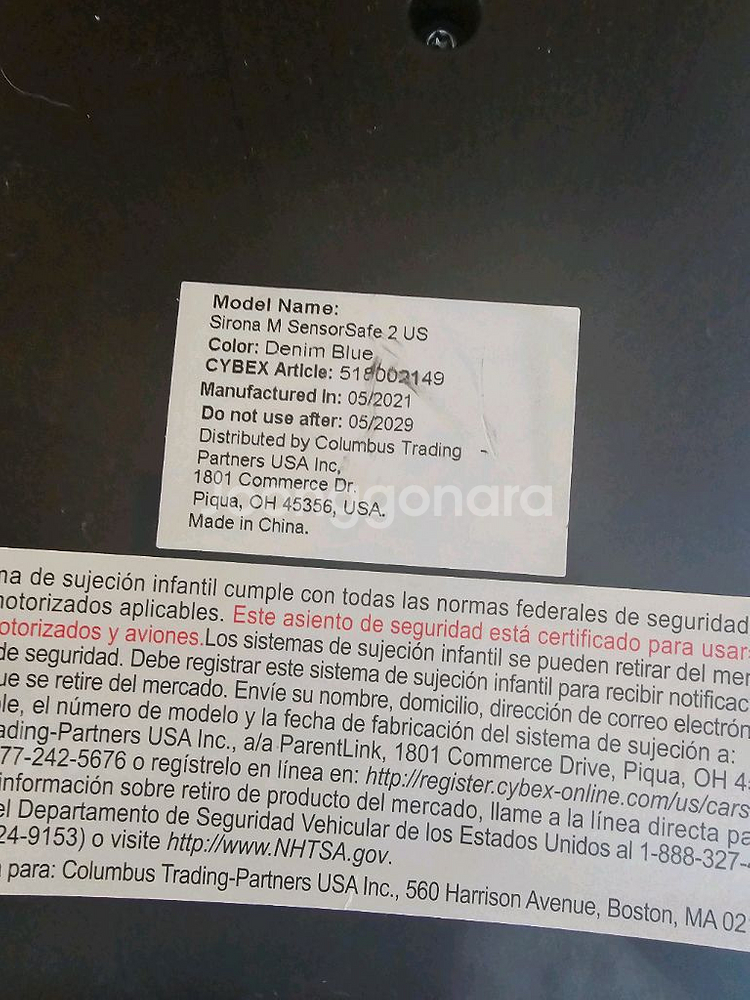 Model Name:
Sirona M SensorSafe 2 US
Color: Denim Blue
CYBEX Article: 518002149
Manufactured In: 05/2021
Do not use after: 05/2029
Distributed by Columbus Trading -
Partners USA Inc,
1801 Commerce Dr.
Piqua, OH 45356, USA.
Made in China.
joonggonara
ma de sujeción infantil cumple con todas las normas federales de seguridad
motorizados aplicables. Este asiento de seguridad está certificado para usar
otorizados y aviones.Los sistemas de sujeción infantil se pueden retirar del mer
de seguridad. Debe registrar este sistema de sujeción infantil para recibir notificac
ue se retire del mercado. Envíe su nombre, domicilio, dirección de correo electrón
le, el número de modelo y la fecha de fabricación del sistema de sujeción a:
ading-Partners USA Inc., a/a ParentLink, 1801 Commerce Drive, Piqua, OH 4
77-242-5676 o regístrelo en línea en: http://register.cybex-online.com/us/cars
información sobre retiro de producto del mercado, llame a la línea directa pa
el Departamento de Seguridad Vehicular de los Estados Unidos al 1-888-327-
24-9153) o visite http://www.NHTSA.gov.
para: Columbus Trading-Partners USA Inc., 560 Harrison Avenue, Boston, MA 02